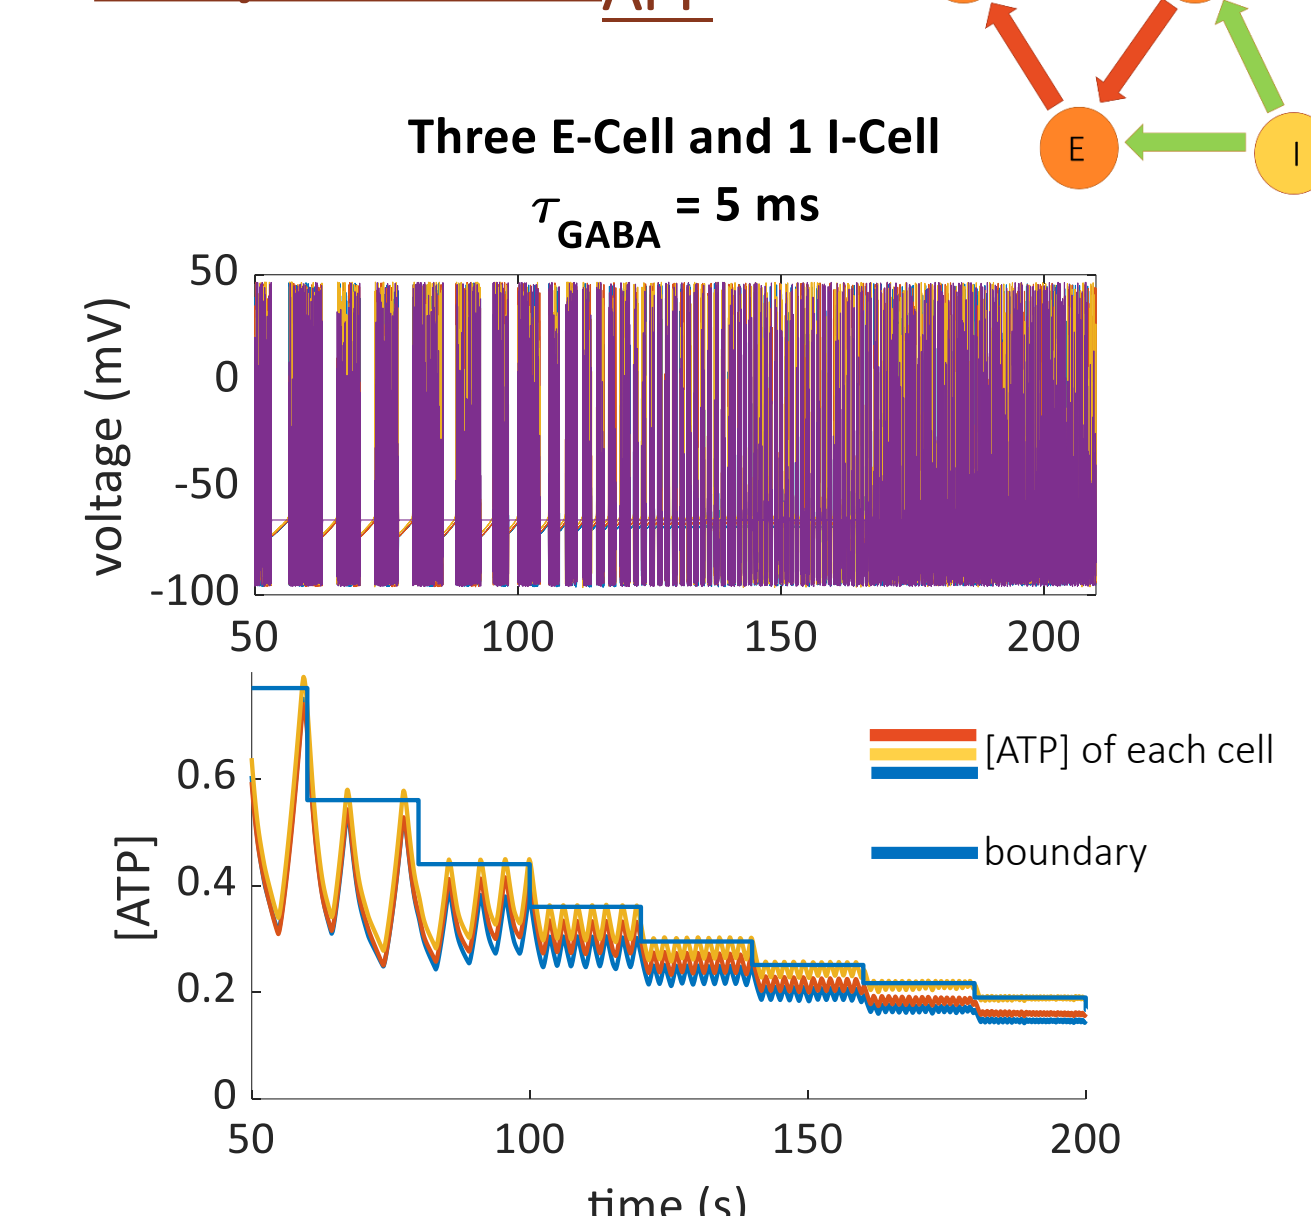 E
I
Three E-Cell and 1 I-Cell
τGABA = 5 ms
50
0
-50
-100
voltage (mV)
50 100 150 200
0.6
0.4
0.2
0
[ATP]
[ATP] of each cell
boundary
50 100 150 200
time (s)